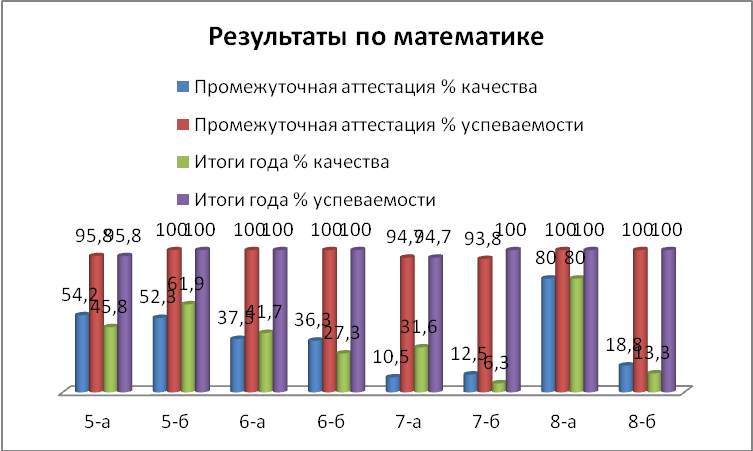 Результаты по математике
Промежуточная аттестация % качества
Промежуточная аттестация % успеваемости
Итоги года % качества
Итоги года % успеваемости
95,8 95,8 100 100 100 100 100 100 94,7 94,7 93,8 100 100 100 100 100
54,2 45,8 52,3 61,9 37,5 41,7 36,3 27,3 10,5 31,6 12,5 6,3 80 80 18,8 13,3
5-а 5-б 6-а 6-б 7-а 7-б 8-а 8-б